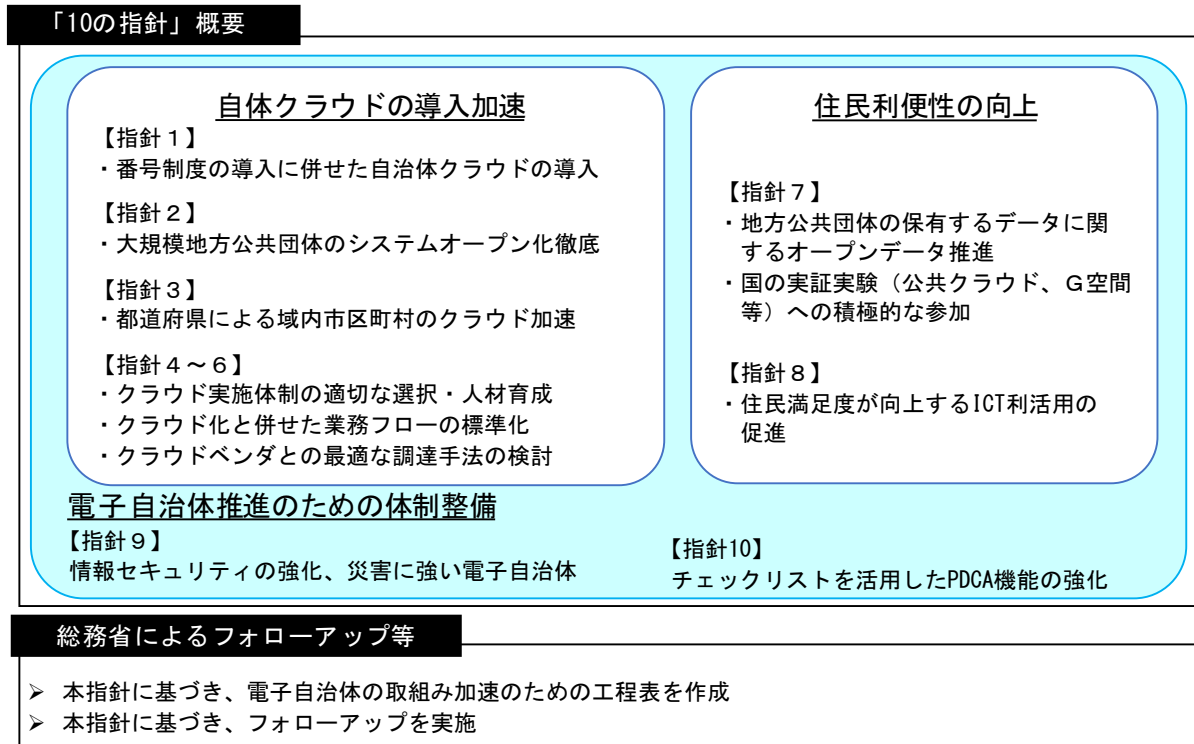 「10の指針」概要
自体クラウドの導入加速
【指針１】
・番号制度の導入に併せた自治体クラウドの導入
【指針２】
・大規模地方公共団体のシステムオープン化徹底
【指針３】
・都道府県による域内市区町村のクラウド加速
【指針４～６】
・クラウド実施体制の適切な選択・人材育成
・クラウド化と併せた業務フローの標準化
・クラウドベンダとの最適な調達手法の検討
住民利便性の向上
【指針７】
・地方公共団体の保有するデータに関
するオープンデータ推進
・国の実証実験（公共クラウド、Ｇ空間
等）への積極的な参加
【指針８】
・住民満足度が向上するICT利活用の
促進
電子自治体推進のための体制整備
【指針９】
情報セキュリティの強化、災害に強い電子自治体
【指針10】
チェックリストを活用したPDCA機能の強化
総務省によるフォローアップ等
➢ 本指針に基づき、電子自治体の取組み加速のための工程表を作成
➢ 本指針に基づき、フォローアップを実施